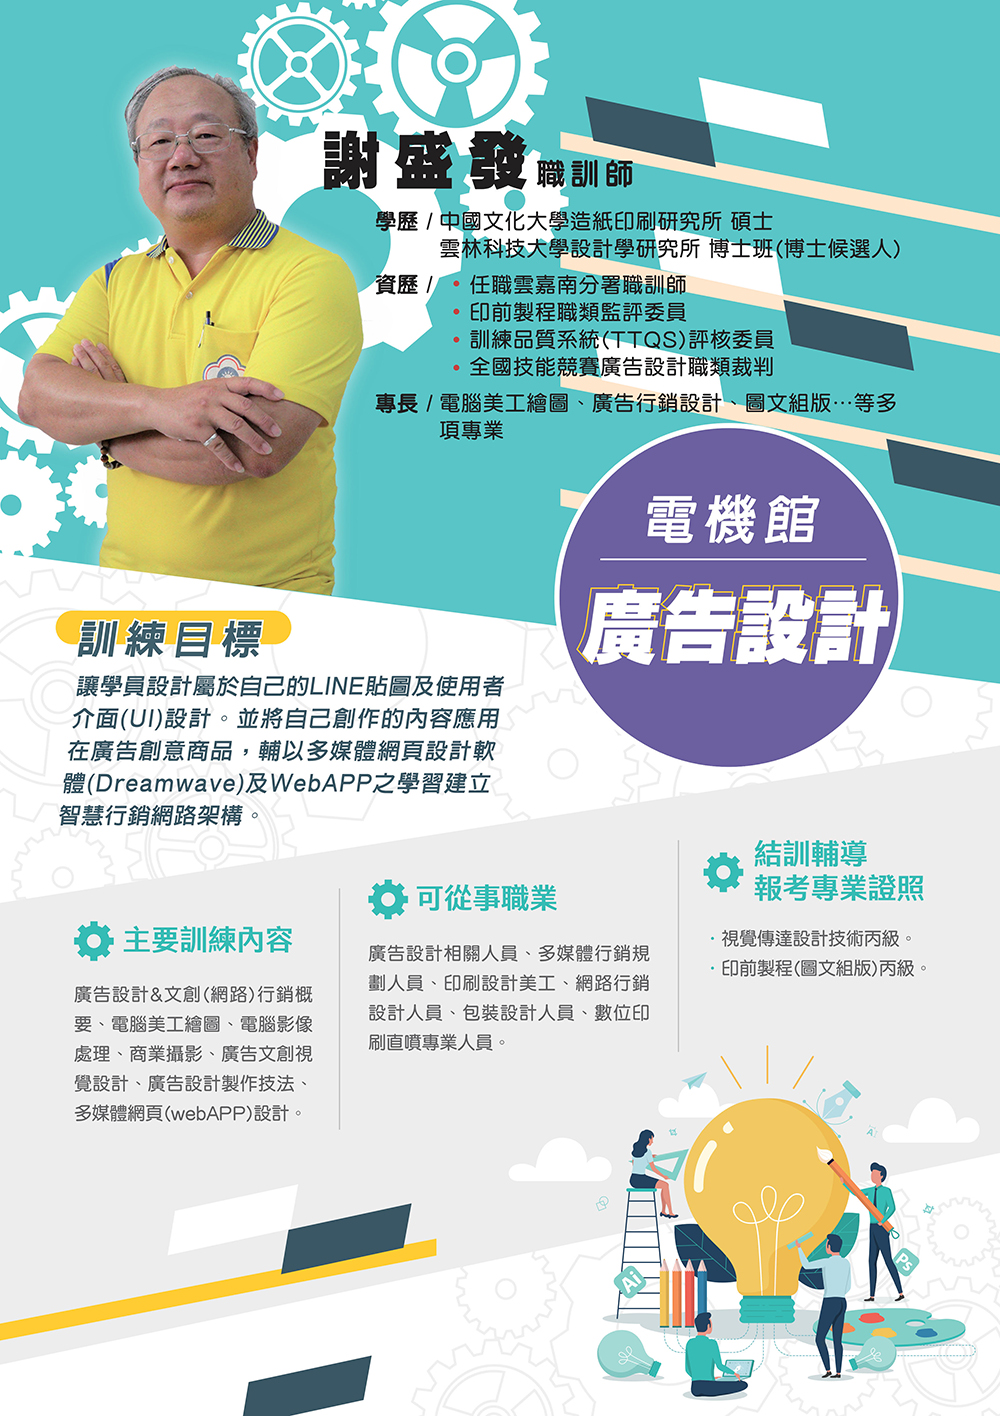 謝盛發 職訓師
學歷 / 中國文化大學造紙印刷研究所 碩士
雲林科技大學設計學研究所 博士班(博士候選人)
資歷 / • 任職雲嘉南分署職訓師
• 印前製程職類監評委員
• 訓練品質系統(TTQS)評核委員
• 全國技能競賽廣告設計職類裁判
專長 / 電腦美工繪圖、廣告行銷設計、圖文組版…等多
項專業
電機館
廣告設計
訓練目標
讓學員設計屬於自己的LINE貼圖及使用者
介面(UI)設計。並將自己創作的內容應用
在廣告創意商品，輔以多媒體網頁設計軟
體(Dreamwave)及WebAPP之學習建立
智慧行銷網路架構。
主要訓練內容
廣告設計&文創(網路)行銷概
要、電腦美工繪圖、電腦影像
處理、商業攝影、廣告文創視
覺設計、廣告設計製作技法、
多媒體網頁(webAPP)設計。
可從事職業
廣告設計相關人員、多媒體行銷規
劃人員、印刷設計美工、網路行銷
設計人員、包裝設計人員、數位印
刷直噴專業人員。
結訓輔導
報考專業證照
·視覺傳達設計技術丙級。
·印前製程(圖文組版)丙級。
Ai
Ps
Ai